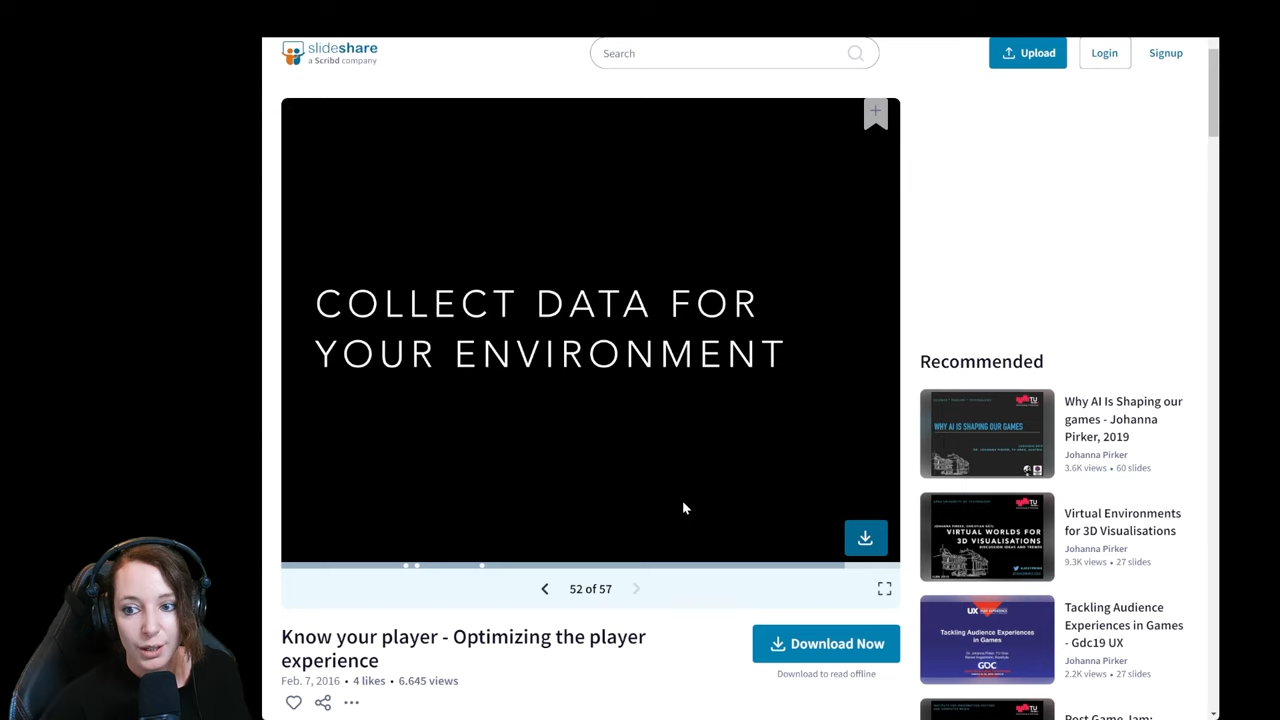 slideshare
a Scribd company
Search
Upload
Login
Signup
COLLECT DATA FOR
YOUR ENVIRONMENT
52 of 57
Know your player - Optimizing the player
experience
Feb. 7, 2016 • 4 likes • 6.645 views
Download Now
Download to read offline
Recommended
WHY AI IS SHAPING OUR GAMES
Why AI Is Shaping our
games - Johanna
Pirker, 2019
Johanna Pirker
3.6K views • 60 slides
VIRTUAL WORLDS FOR
3D VISUALISATIONS
Virtual Environments
for 3D Visualisations
Johanna Pirker
9.3K views • 27 slides
UX
Tackling Audience Experiences
in Games
GDC
Tackling Audience
Experiences in Games
- Gdc19 UX
Johanna Pirker
2.2K views • 27 slides
Post Game Jam: